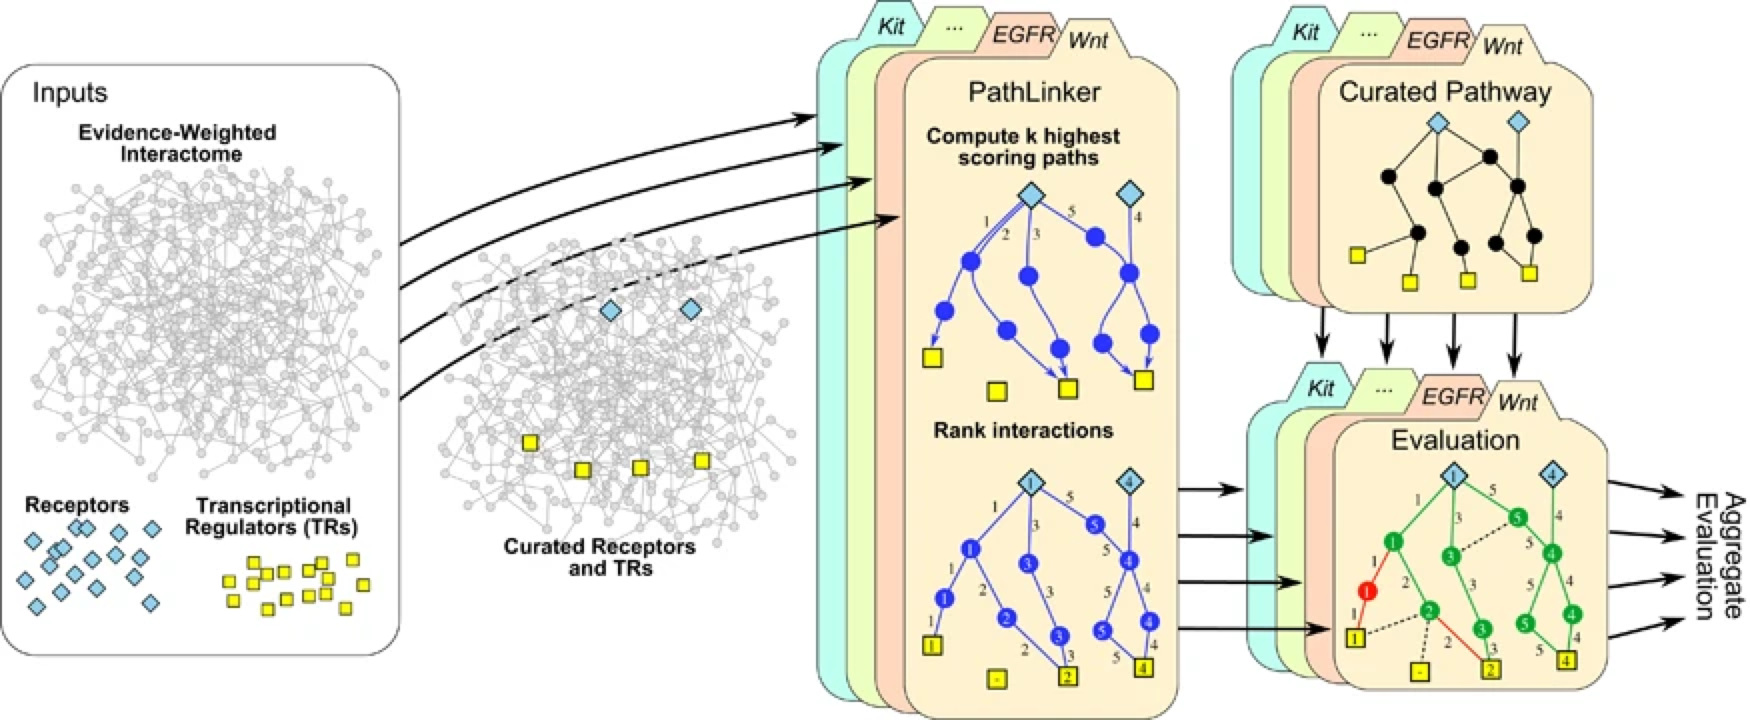 Inputs
Evidence-Weighted
Interactome
Receptors
Transcriptional
Regulators (TRs)
Curated Receptors
and TRs
Kit
...
EGFR
Wnt
PathLinker
Compute k highest
scoring paths
1
2
3
5
4
Rank interactions
1
4
1
3
5
4
5
1
3
5
4
1
2
3
5
4
1
2
5
4
3
1
2
3
5
4
1
-
2
4
Kit
...
EGFR
Wnt
Curated Pathway
Kit
...
EGFR
Wnt
Evaluation
1
4
1
3
5
4
5
1
3
5
4
1
2
3
5
4
1
2
5
4
3
1
2
3
5
4
1
-
2
4
Aggregate
Evaluation